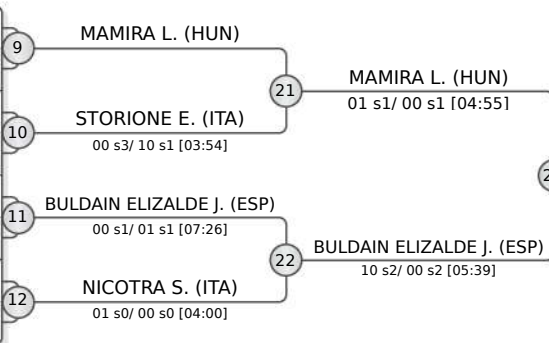 9
MAMIRA L. (HUN)
21
MAMIRA L. (HUN)
01 s1/ 00 s1 [04:55]
10
STORIONE E. (ITA)
00 s3/ 10 s1 [03:54]
11
BULDAIN ELIZALDE J. (ESP)
00 s1/ 01 s1 [07:26]
22
BULDAIN ELIZALDE J. (ESP)
10 s2/ 00 s2 [05:39]
12
NICOTRA S. (ITA)
01 s0/ 00 s0 [04:00]